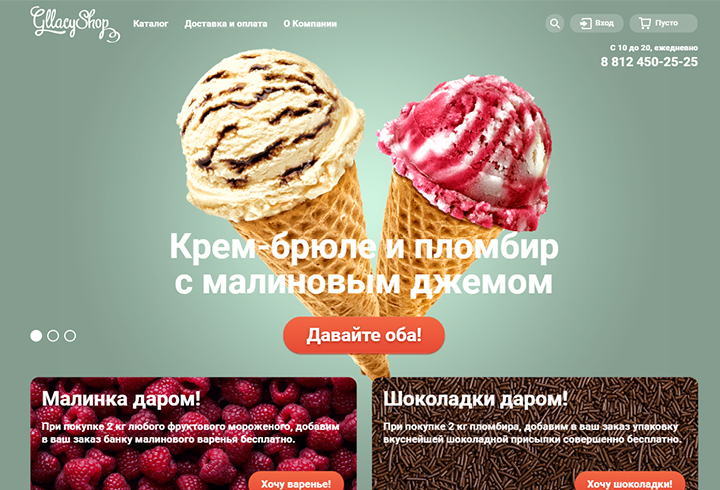 GllacyShop
Каталог
Доставка и оплата
О Компании
Вход
Пусто
С 10 до 20, ежедневно
8 812 450-25-25
Крем-брюле и пломбир
с малиновым джемом
Давайте оба!
Малинка даром!
При покупке 2 кг любого фруктового мороженого, добавим
в ваш заказ банку малинового варенья бесплатно.
Хочу варенье!
Шоколадки даром!
При покупке 2 кг пломбира, добавим в ваш заказ упаковку
вкуснейшей шоколадной присыпки совершенно бесплатно.
Хочу шоколадки!